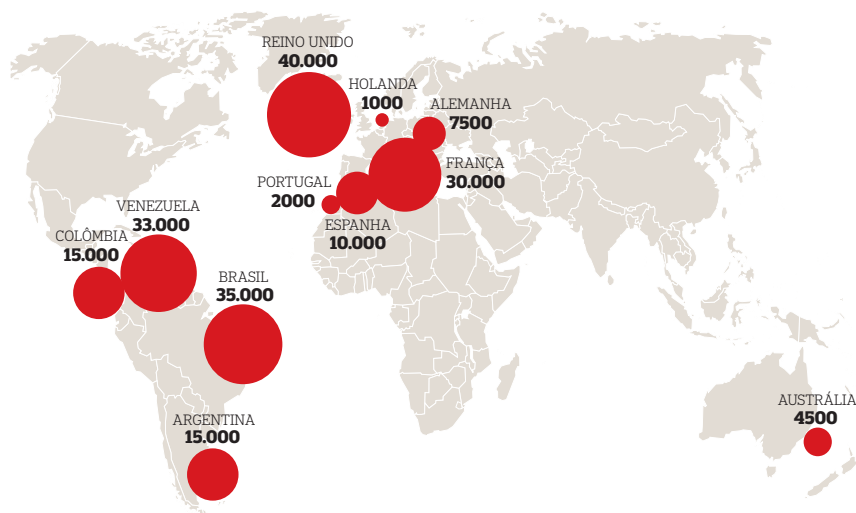 REINO UNIDO
40.000
HOLANDA
1000
ALEMANHA
7500
FRANÇA
30.000
PORTUGAL
2000
ESPANHA
10.000
VENEZUELA
33.000
COLÔMBIA
15.000
BRASIL
35.000
ARGENTINA
15.000
AUSTRÁLIA
4500